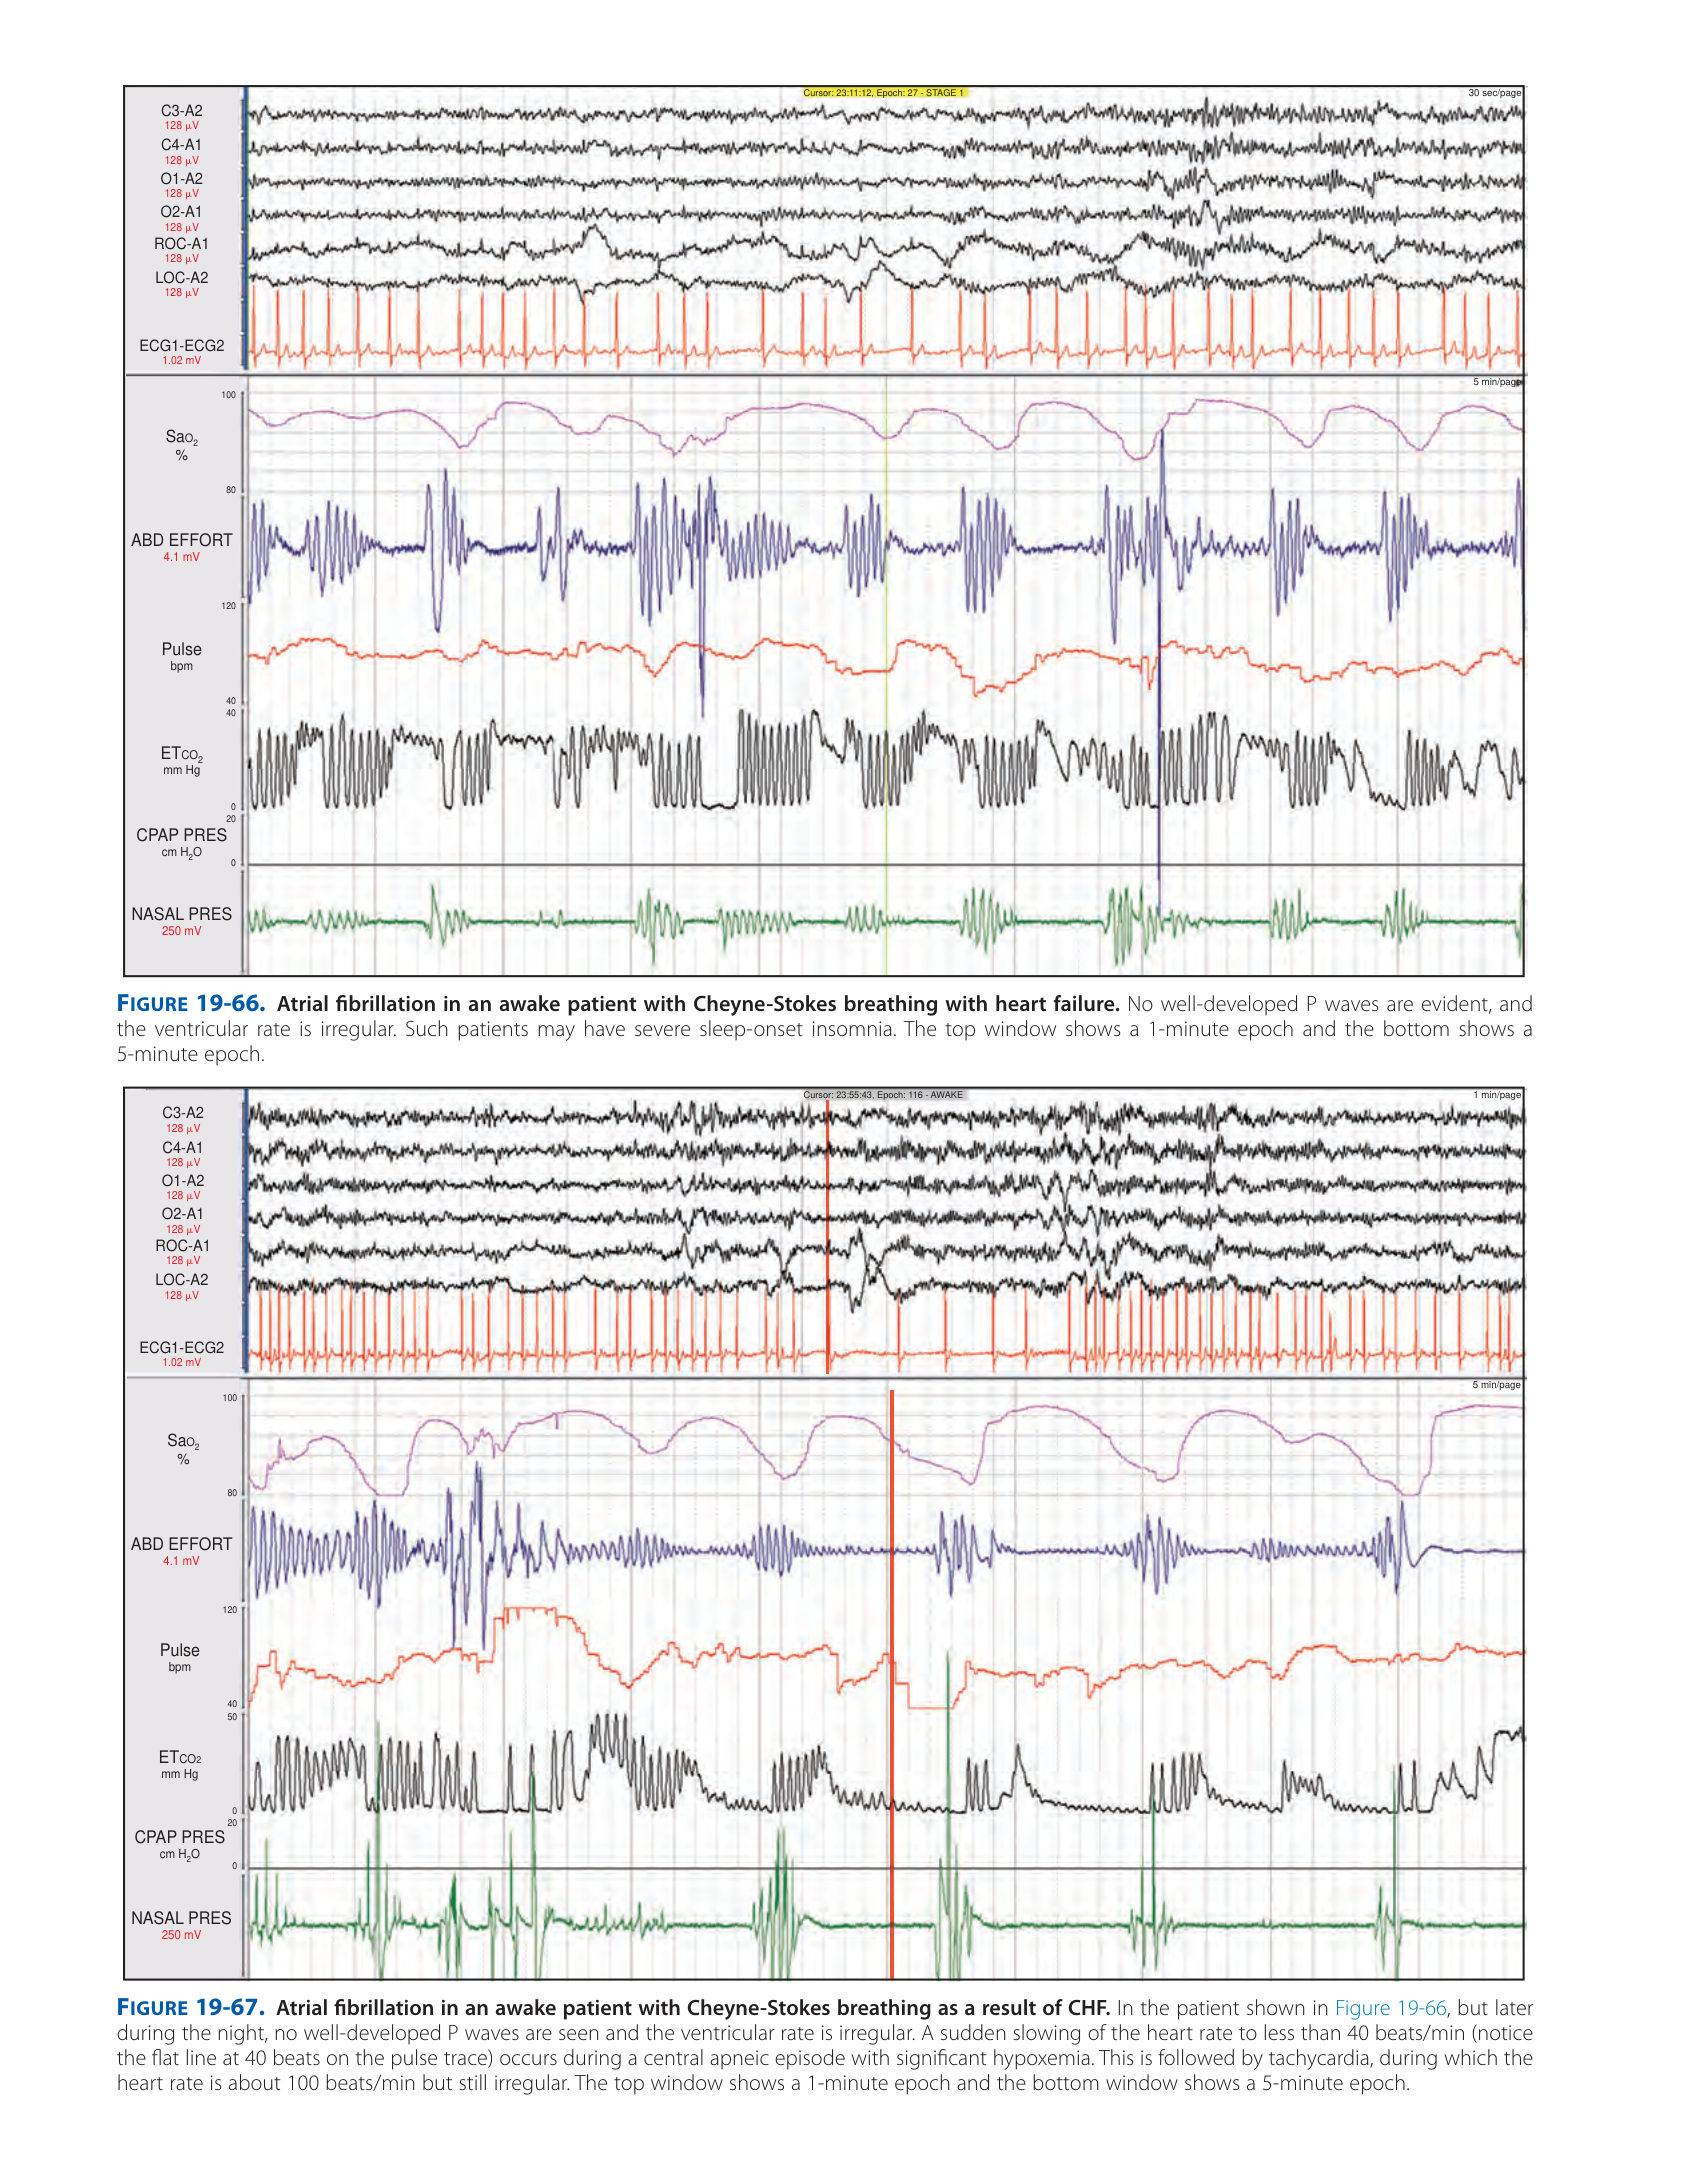 Cursor: 23:11:12, Epoch: 27 - STAGE 1
30 sec/page
C3-A2
128 µV
C4-A1
128 µV
O1-A2
128 µV
O2-A1
128 µV
ROC-A1
128 µV
LOC-A2
128 µV
ECG1-ECG2
1.02 mV
5 min/page
100
SaO2
%
80
ABD EFFORT
4.1 mV
120
Pulse
bpm
40
40
ETCO2
mm Hg
0
20
CPAP PRES
cm H2O
0
NASAL PRES
250 mV
FIGURE 19-66. Atrial fibrillation in an awake patient with Cheyne-Stokes breathing with heart failure. No well-developed P waves are evident, and
the ventricular rate is irregular. Such patients may have severe sleep-onset insomnia. The top window shows a 1-minute epoch and the bottom shows a
5-minute epoch.
Cursor: 23:55:43, Epoch: 116 - AWAKE
1 min/page
C3-A2
128 µV
C4-A1
128 µV
O1-A2
128 µV
O2-A1
128 µV
ROC-A1
128 µV
LOC-A2
128 µV
ECG1-ECG2
1.02 mV
5 min/page
100
SaO2
%
80
ABD EFFORT
4.1 mV
120
Pulse
bpm
40
50
ETCO2
mm Hg
0
20
CPAP PRES
cm H2O
0
NASAL PRES
250 mV
FIGURE 19-67. Atrial fibrillation in an awake patient with Cheyne-Stokes breathing as a result of CHF. In the patient shown in Figure 19-66, but later
during the night, no well-developed P waves are seen and the ventricular rate is irregular. A sudden slowing of the heart rate to less than 40 beats/min (notice
the flat line at 40 beats on the pulse trace) occurs during a central apneic episode with significant hypoxemia. This is followed by tachycardia, during which the
heart rate is about 100 beats/min but still irregular. The top window shows a 1-minute epoch and the bottom window shows a 5-minute epoch.